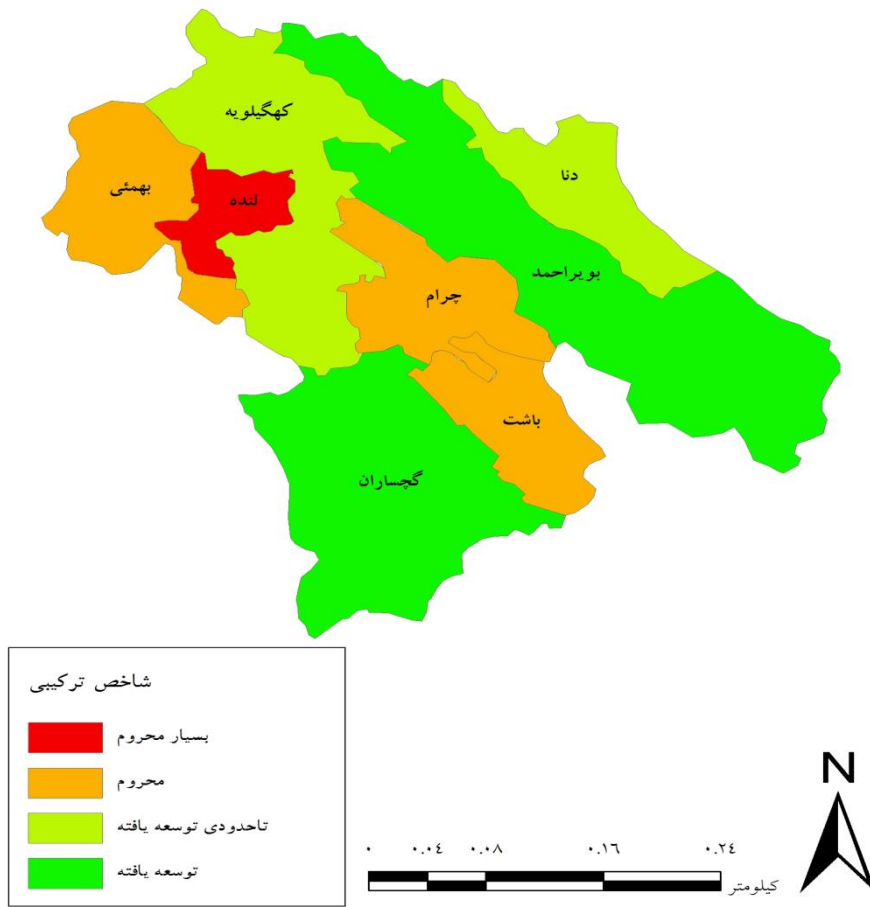 کهگیلویه
دنا
بهمئی
لنده
بویراحمد
چرام
باشت
گچساران
شاخص ترکیبی
بسیار محروم
محروم
تاحدودی توسعه یافته
توسعه یافته
N
۰ ۰.۰٤ ۰.۰۸ ۰.۱٦ ۰.۲٤
کیلومتر